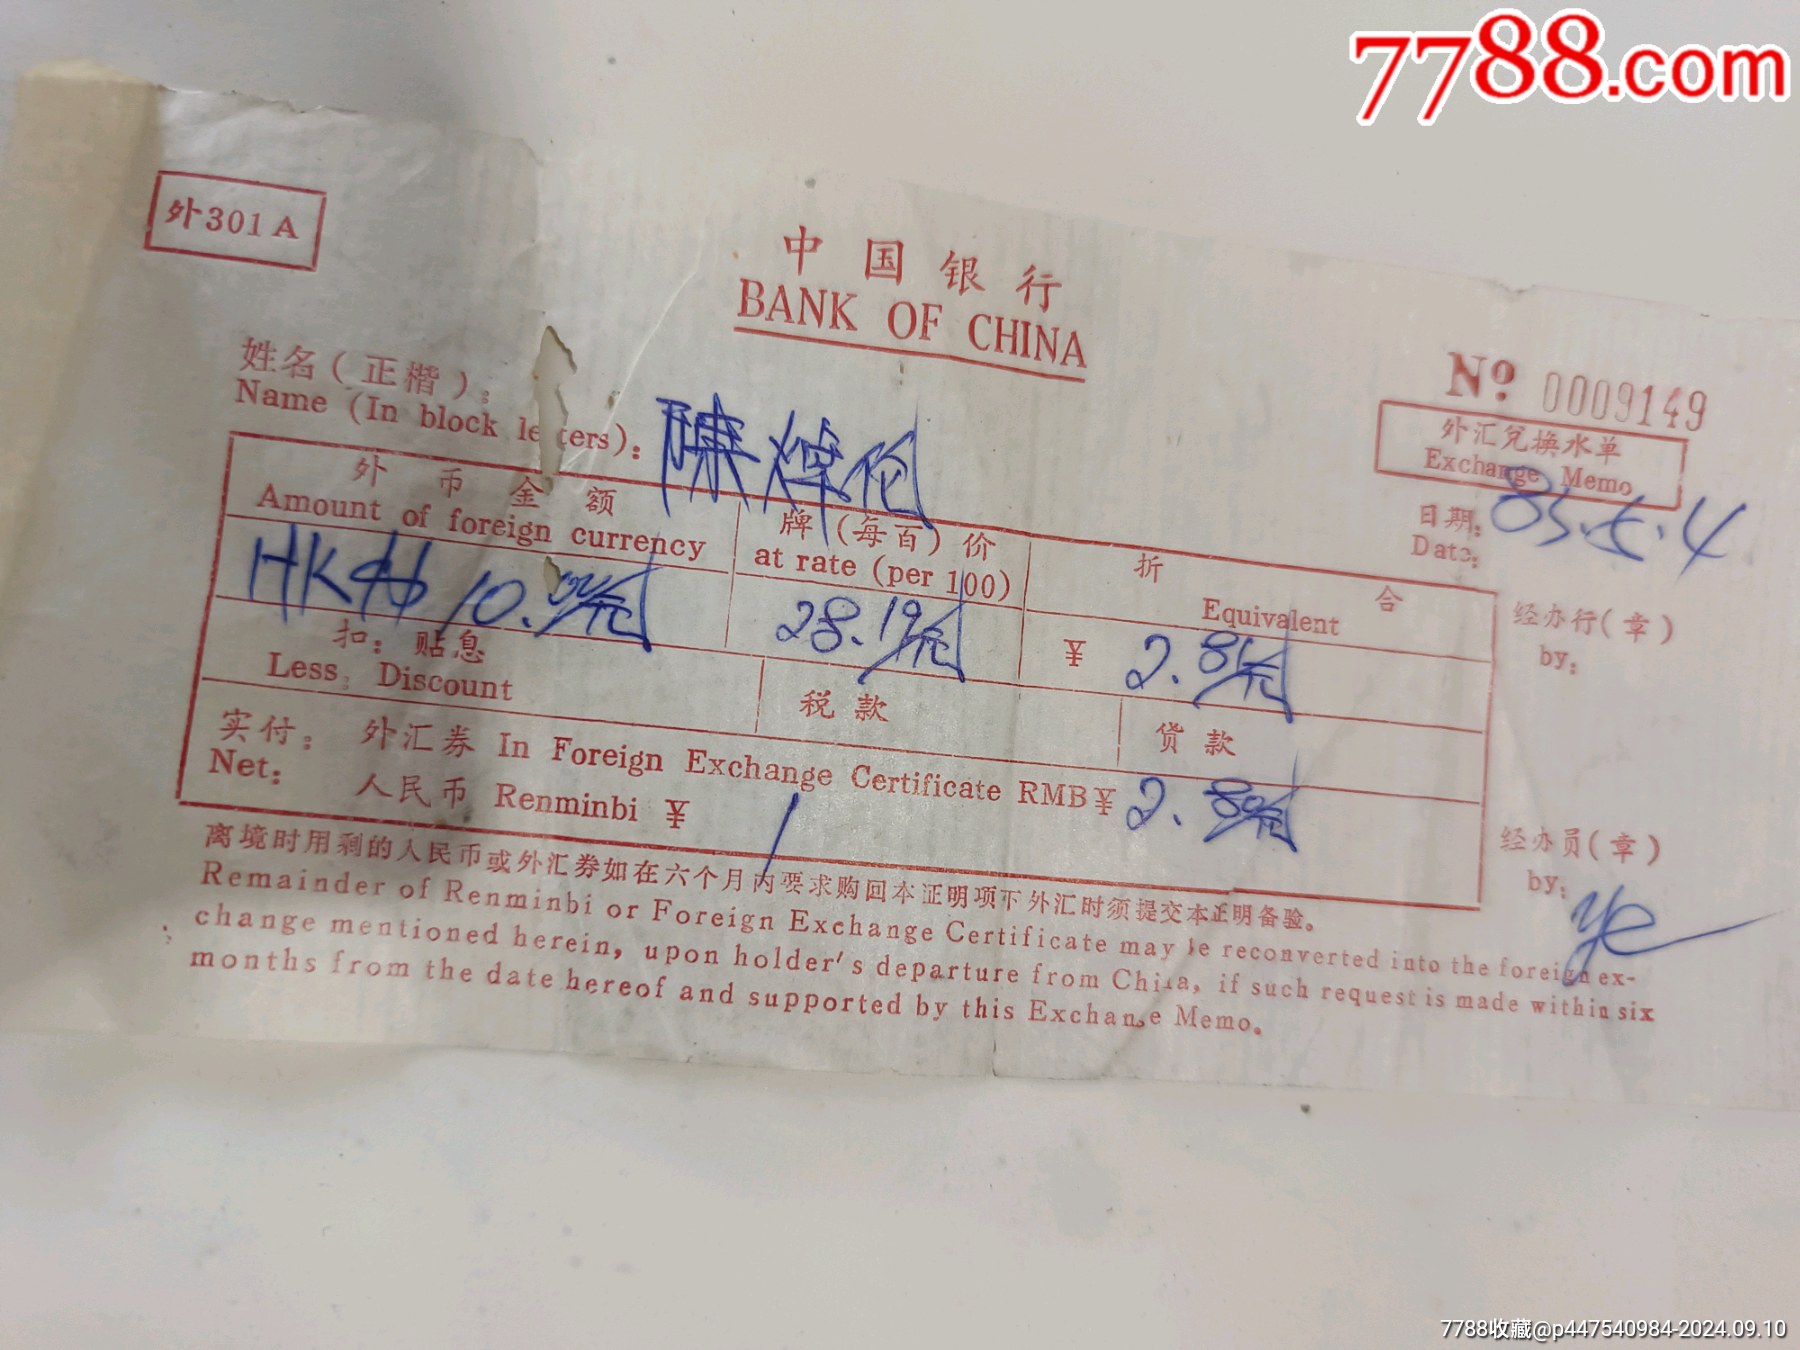 7788.com
外301A
中国银行
BANK OF CHINA
№ 0009149
外汇兑换水单
Exchange Memo
姓名(正楷):
Name (In block le ters): 陳焯伦
日期: 85.5.4
Date:
外币金额
Amount of foreign currency
牌(每百)价
at rate (per 100)
折合
Equivalent
HK$ 10.00元
28.19元
¥ 2.81元
经办行(章)
by:
扣: 贴息
Less: Discount
税款
贷款
实付: 外汇券 In Foreign Exchange Certificate RMB¥ 2.80元
Net: 人民币 Renminbi ¥ /
经办员(章)
by: ye
离境时用剩的人民币或外汇券如在六个月内要求购回本证明项下外汇时须提交本证明备验。
Remainder of Renminbi or Foreign Exchange Certificate may be reconverted into the foreign ex-
change mentioned herein, upon holder's departure from China, if such request is made within six
months from the date hereof and supported by this Exchange Memo.
7788收藏@p447540984-2024.09.10